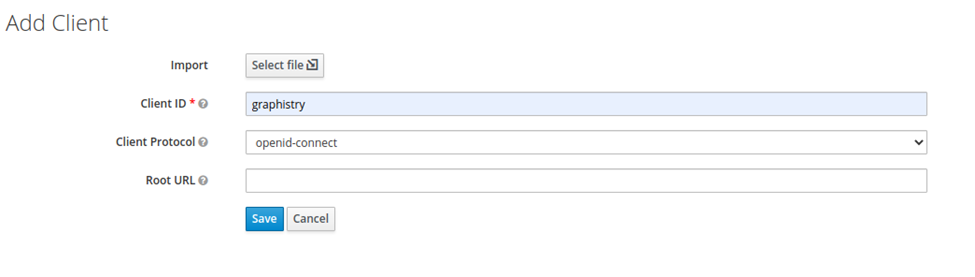 Add Client
Import Select file
Client ID * graphistry
Client Protocol openid-connect
Root URL
Save Cancel